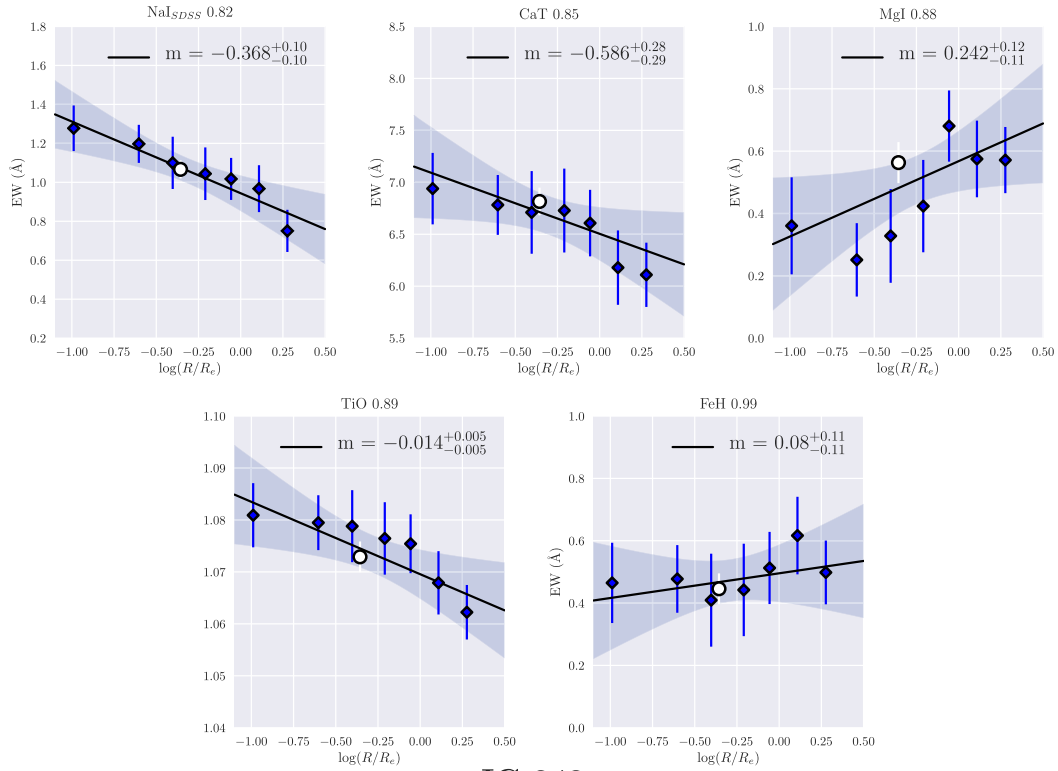 NaI_SDSS 0.82
m = −0.368^{+0.10}_{−0.10}
EW (Å)
1.8
1.6
1.4
1.2
1.0
0.8
0.6
0.4
0.2
−1.00 −0.75 −0.50 −0.25 0.00 0.25 0.50
log(R/R_e)
CaT 0.85
m = −0.586^{+0.28}_{−0.29}
EW (Å)
8.5
8.0
7.5
7.0
6.5
6.0
5.5
−1.00 −0.75 −0.50 −0.25 0.00 0.25 0.50
log(R/R_e)
MgI 0.88
m = 0.242^{+0.12}_{−0.11}
EW (Å)
1.0
0.8
0.6
0.4
0.2
0.0
−1.00 −0.75 −0.50 −0.25 0.00 0.25 0.50
log(R/R_e)
TiO 0.89
m = −0.014^{+0.005}_{−0.005}
1.10
1.09
1.08
1.07
1.06
1.05
1.04
−1.00 −0.75 −0.50 −0.25 0.00 0.25 0.50
log(R/R_e)
FeH 0.99
m = 0.08^{+0.11}_{−0.11}
EW (Å)
1.0
0.8
0.6
0.4
0.2
0.0
−1.00 −0.75 −0.50 −0.25 0.00 0.25 0.50
log(R/R_e)